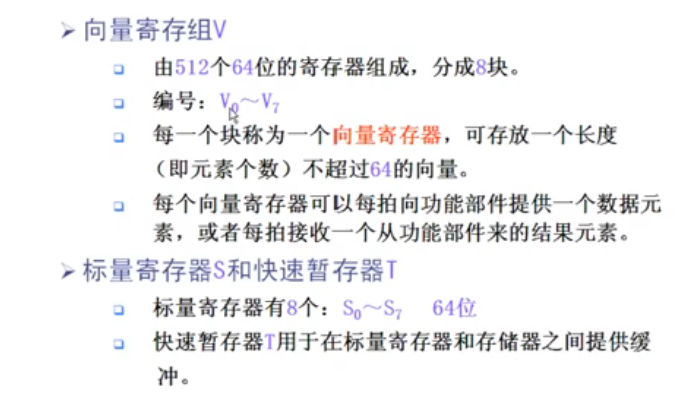 ➢ 向量寄存组V
❑ 由512个64位的寄存器组成，分成8块。
❑ 编号：V₀～V₇
❑ 每一个块称为一个向量寄存器，可存放一个长度
（即元素个数）不超过64的向量。
❑ 每个向量寄存器可以每拍向功能部件提供一个数据元
素，或者每拍接收一个从功能部件来的结果元素。
➢ 标量寄存器S和快速暂存器T
❑ 标量寄存器有8个：S₀～S₇ 64位
❑ 快速暂存器T用于在标量寄存器和存储器之间提供缓
冲。